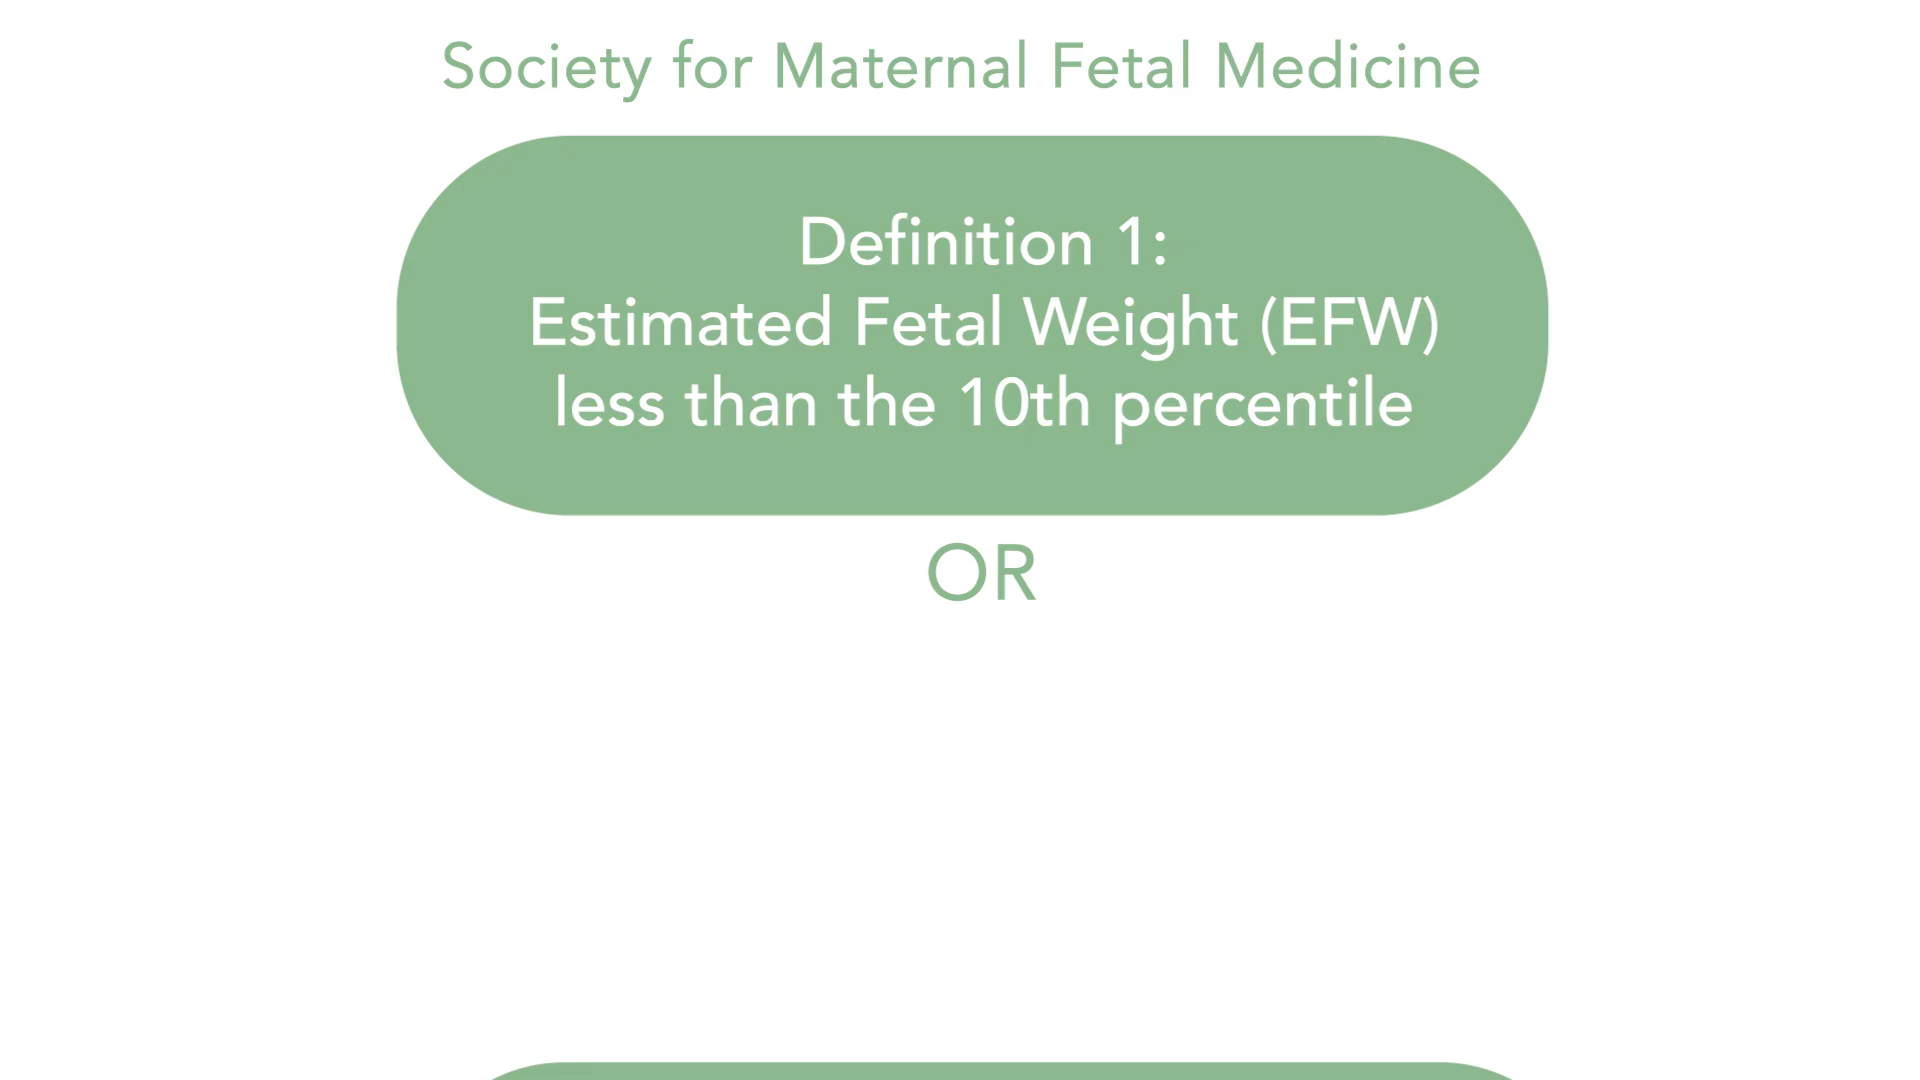 Society for Maternal Fetal Medicine
Definition 1:
Estimated Fetal Weight (EFW)
less than the 10th percentile
OR